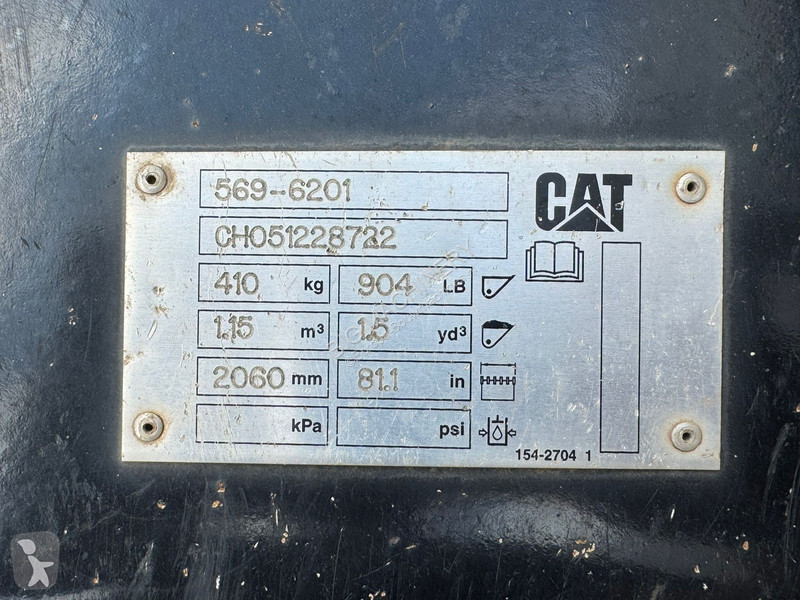 569-6201
CAT
CH051228722
410 kg 904 LB
1.15 m³ 1.5 yd³
2060 mm 81.1 in
kPa psi
154-2704 1